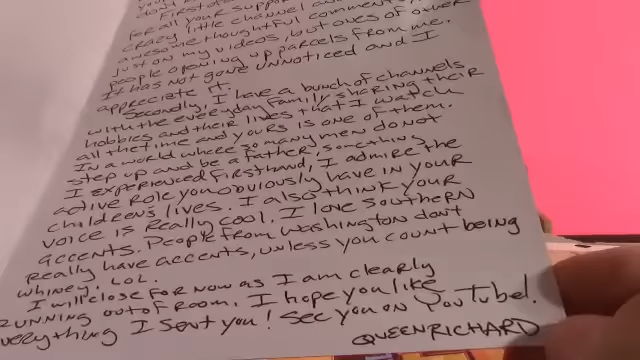 First of
for all your support
crazy little channel and
awesome thoughtful comments
just on my videos, but ones of other
people opening up parcels from me.
It has not gone unnoticed and I
appreciate it.
Secondly, I have a bunch of channels
with the everyday family sharing their
hobbies and their lives that I watch
all the time and yours is one of them.
In a world where so many men do not
step up and be a father, something
I experienced firsthand, I admire the
active role you obviously have in your
children's lives. I also think your
voice is really cool. I love southern
accents. People from Washington don't
really have accents, unless you count being
whiney. LOL.
I will close for now as I am clearly
running out of room. I hope you like
everything I sent you! See you on YouTube!
QUEENRICHARD